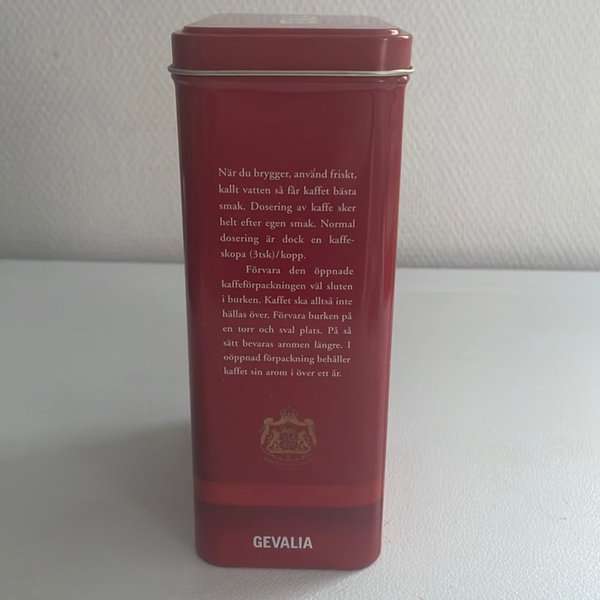 När du brygger, använd friskt,
kallt vatten så får kaffet bästa
smak. Dosering av kaffe sker
helt efter egen smak. Normal
dosering är dock en kaffe-
skopa (3tsk)/kopp.
Förvara den öppnade
kaffeförpackningen väl sluten
i burken. Kaffet ska alltså inte
hällas över. Förvara burken på
en torr och sval plats. På så
sätt bevaras aromen längre. I
oöppnad förpackning behåller
kaffet sin arom i över ett år.
GEVALIA